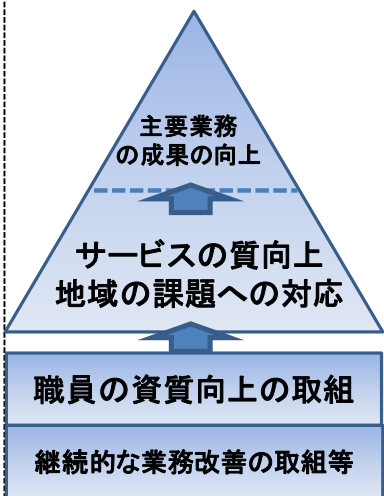 主要業務
の成果の向上
サービスの質向上
地域の課題への対応
職員の資質向上の取組
継続的な業務改善の取組等